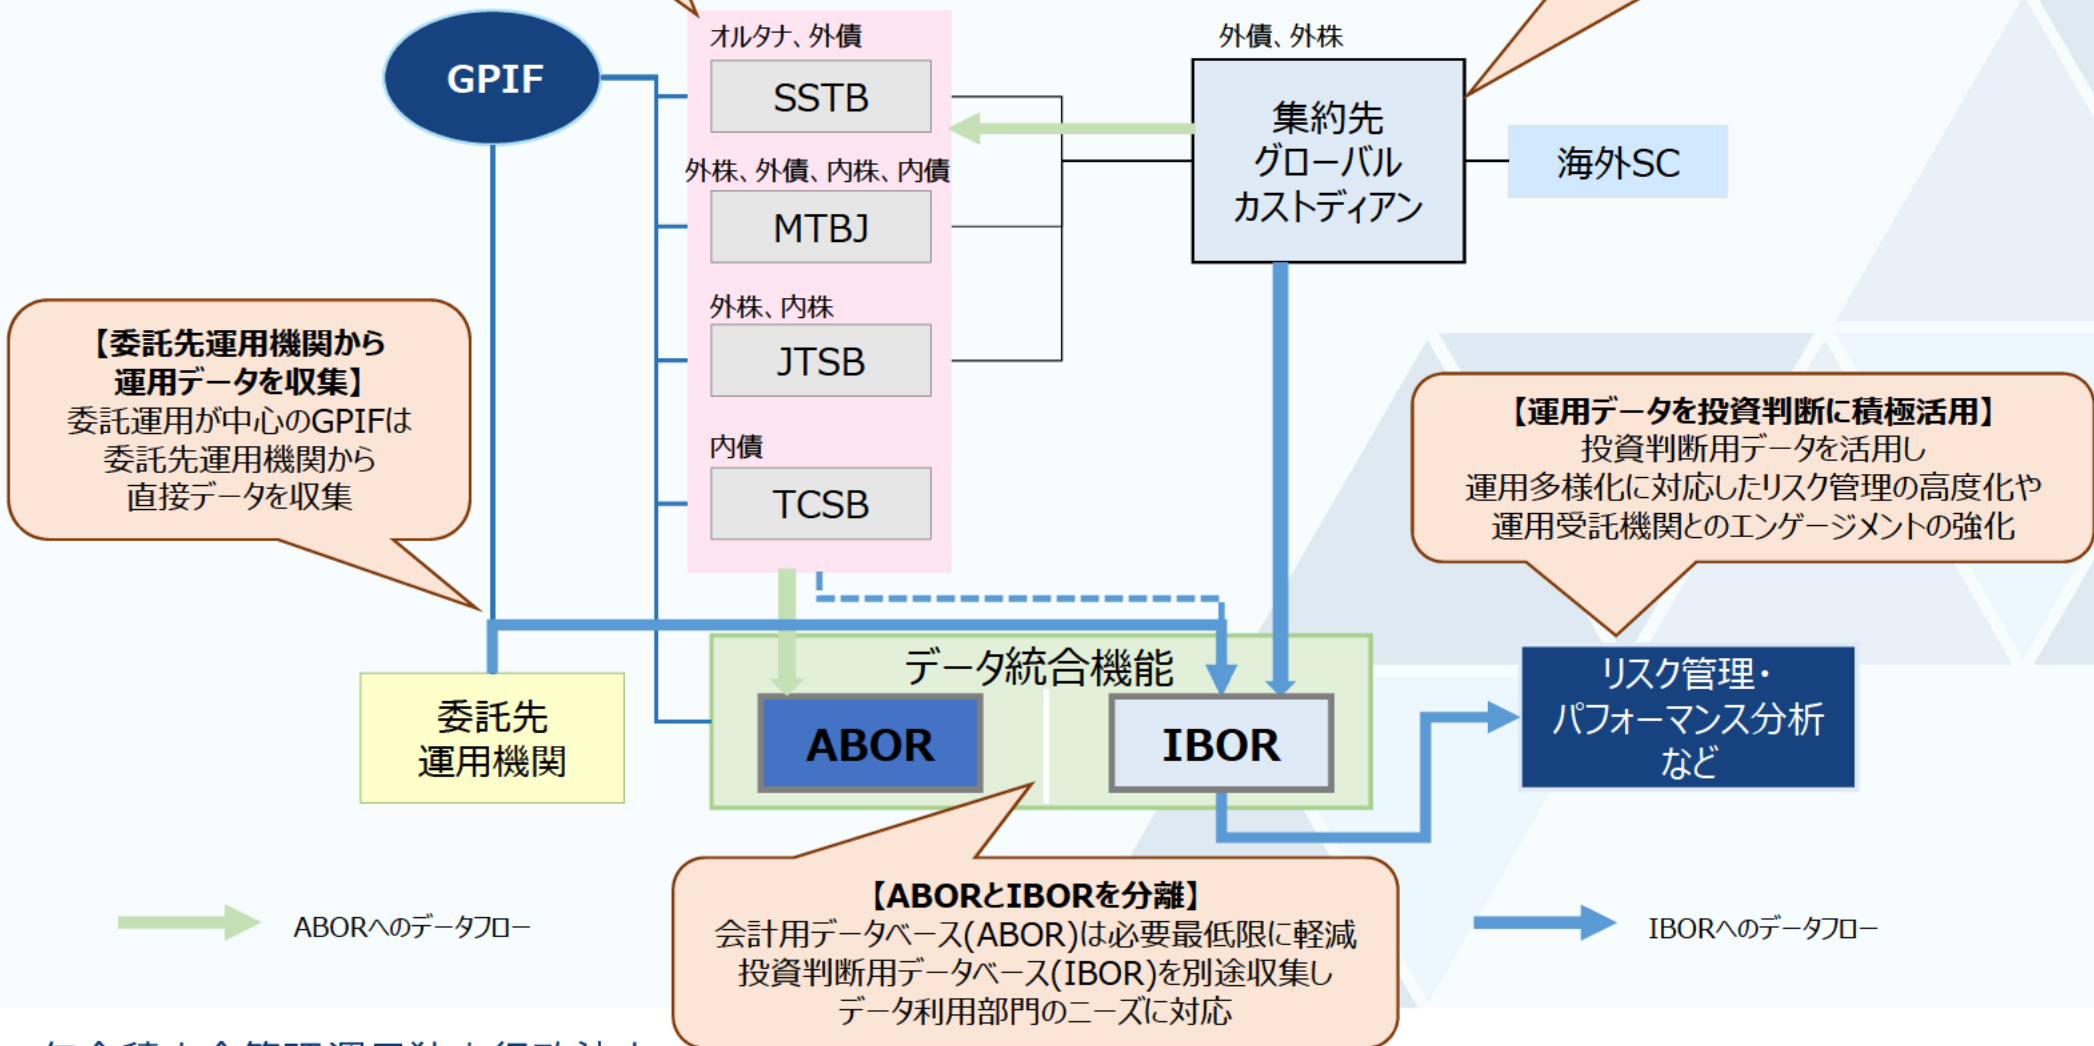 GPIF
オルタナ、外債
SSTB
外株、外債、内株、内債
MTBJ
外株、内株
JTSB
内債
TCSB
外債、外株
集約先
グローバル
カストディアン
海外SC
【委託先運用機関から
運用データを収集】
委託運用が中心のGPIFは
委託先運用機関から
直接データを収集
【運用データを投資判断に積極活用】
投資判断用データを活用し
運用多様化に対応したリスク管理の高度化や
運用受託機関とのエンゲージメントの強化
委託先
運用機関
データ統合機能
ABOR
IBOR
リスク管理・
パフォーマンス分析
など
【ABORとIBORを分離】
会計用データベース(ABOR)は必要最低限に軽減
投資判断用データベース(IBOR)を別途収集し
データ利用部門のニーズに対応
ABORへのデータフロー
IBORへのデータフロー